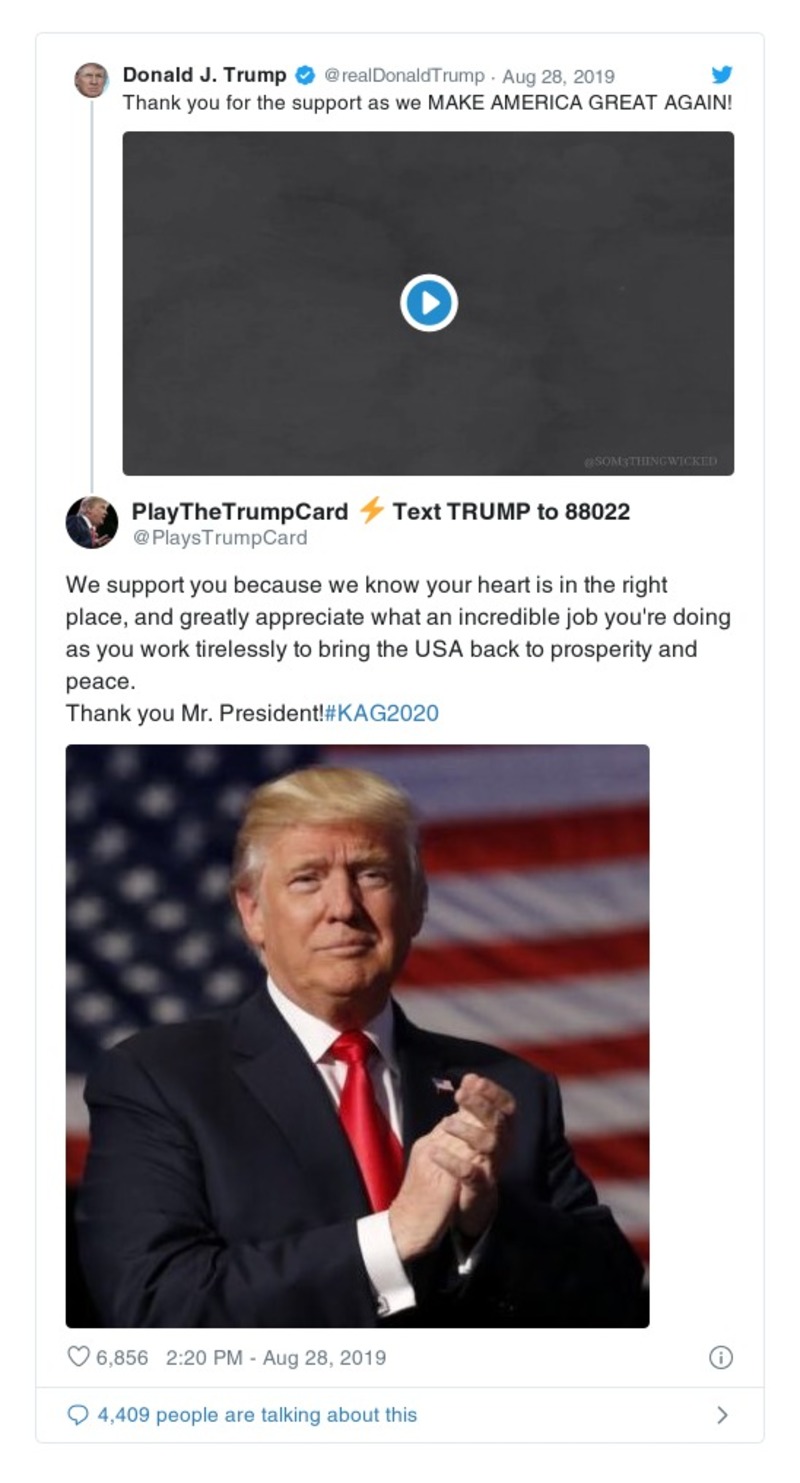 Donald J. Trump @realDonaldTrump · Aug 28, 2019
Thank you for the support as we MAKE AMERICA GREAT AGAIN!
@SOM3THINGWICKED
PlayTheTrumpCard ⚡ Text TRUMP to 88022
@PlaysTrumpCard
We support you because we know your heart is in the right
place, and greatly appreciate what an incredible job you're doing
as you work tirelessly to bring the USA back to prosperity and
peace.
Thank you Mr. President!#KAG2020
6,856 2:20 PM - Aug 28, 2019
4,409 people are talking about this